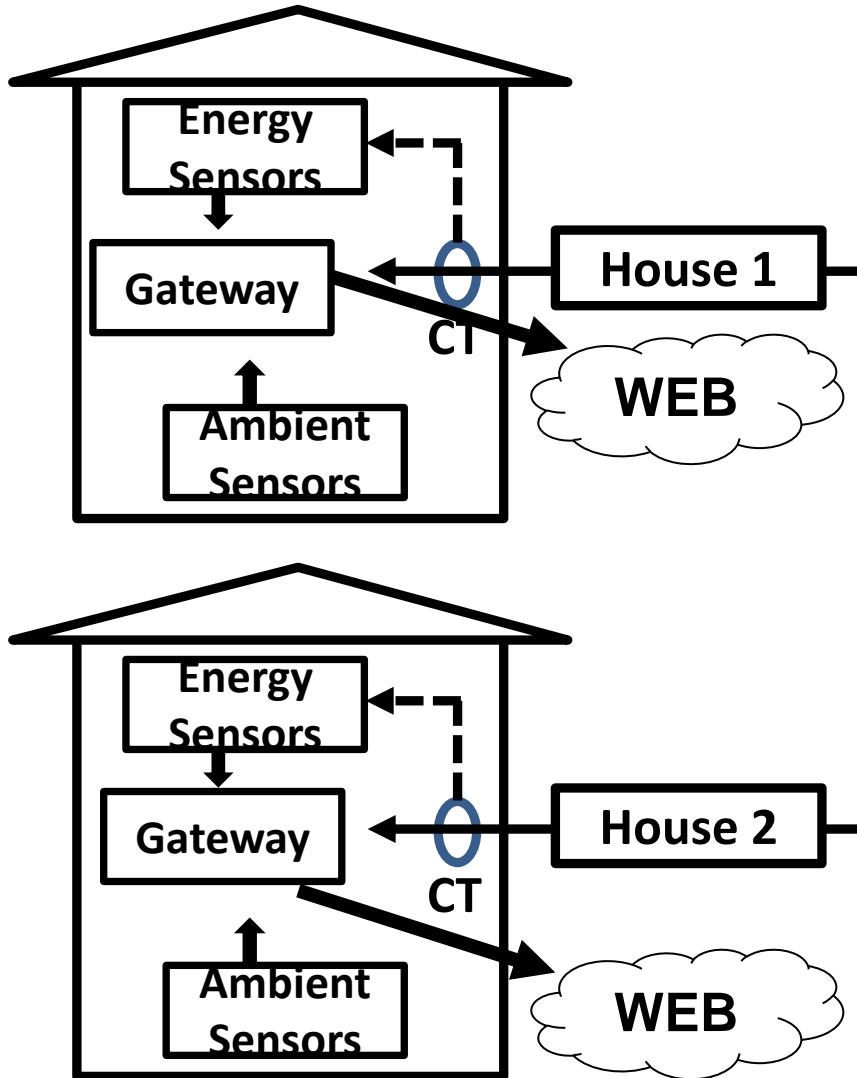 Energy
Sensors
Gateway
House 1
CT
WEB
Ambient
Sensors
Energy
Sensors
Gateway
House 2
CT
WEB
Ambient
Sensors